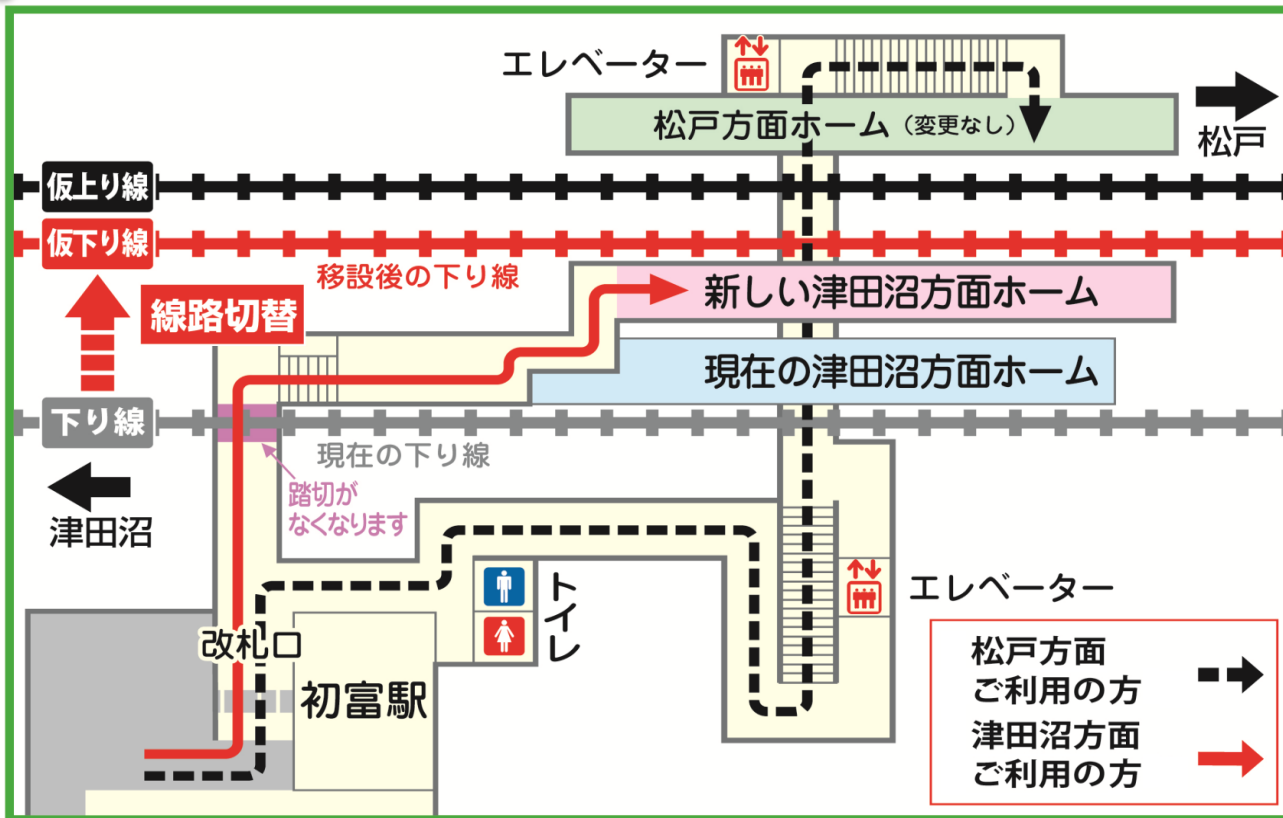 エレベーター
松戸方面ホーム（変更なし）
松戸
仮上り線
仮下り線
移設後の下り線
線路切替
新しい津田沼方面ホーム
現在の津田沼方面ホーム
下り線
現在の下り線
踏切が
なくなります
津田沼
トイレ
エレベーター
改札口
初富駅
松戸方面
ご利用の方
津田沼方面
ご利用の方